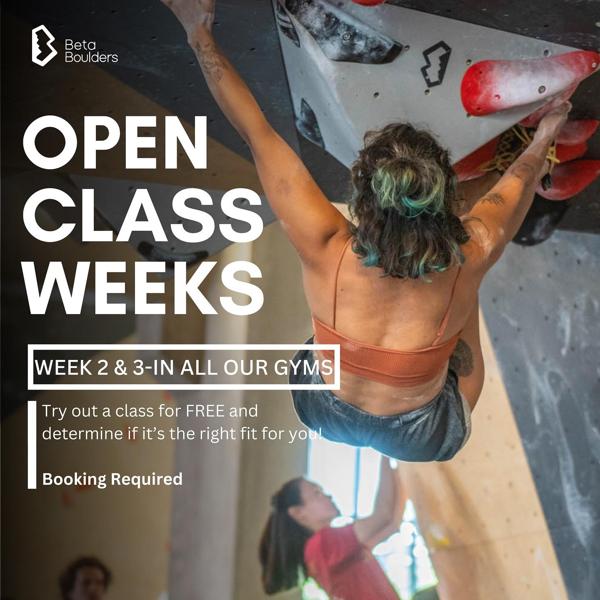 Beta
Boulders
OPEN
CLASS
WEEKS
WEEK 2 & 3-IN ALL OUR GYMS
Try out a class for FREE and
determine if it's the right fit for you!
Booking Required